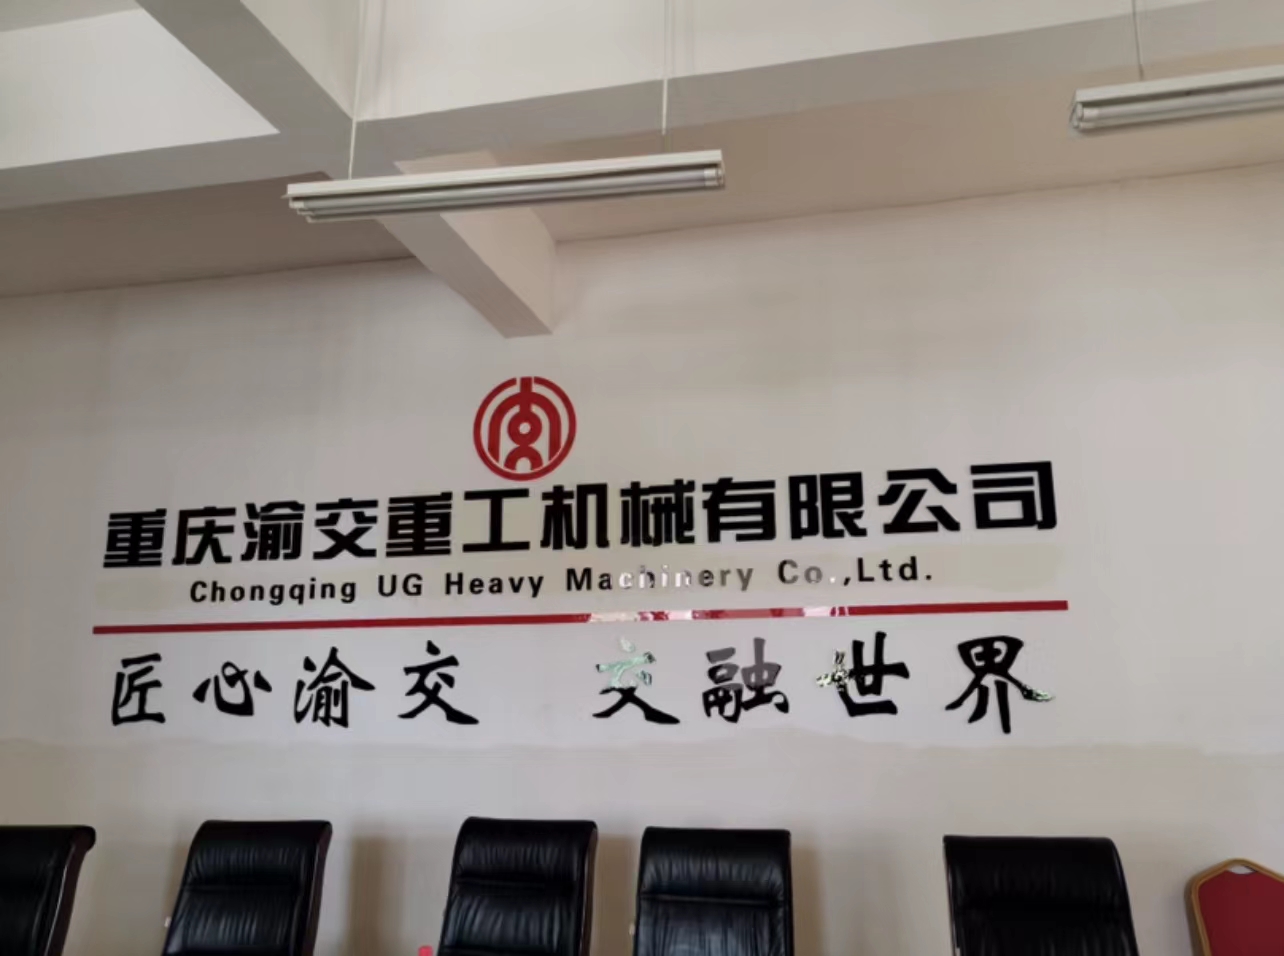 重庆渝交重工机械有限公司
Chongqing UG Heavy Machinery Co.,Ltd.
匠心渝交 交融世界